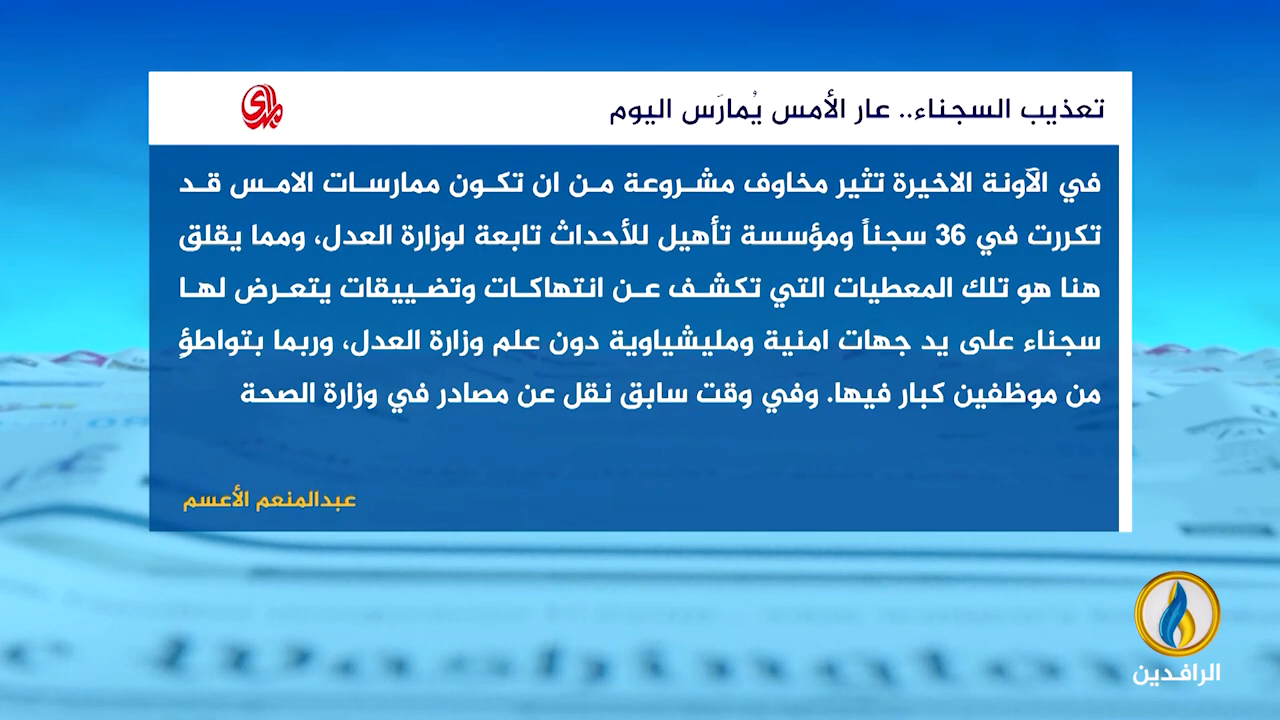 تعذيب السجناء.. عار الأمس يُمارَس اليوم
المدى
في الآونة الاخيرة تثير مخاوف مشروعة من ان تكون ممارسات الامس قد
تكررت في 36 سجناً ومؤسسة تأهيل للأحداث تابعة لوزارة العدل، ومما يقلق
هنا هو تلك المعطيات التي تكشف عن انتهاكات وتضييقات يتعرض لها
سجناء على يد جهات امنية ومليشياوية دون علم وزارة العدل، وربما بتواطؤٍ
من موظفين كبار فيها. وفي وقت سابق نقل عن مصادر في وزارة الصحة
عبدالمنعم الأعسم
الرافدين